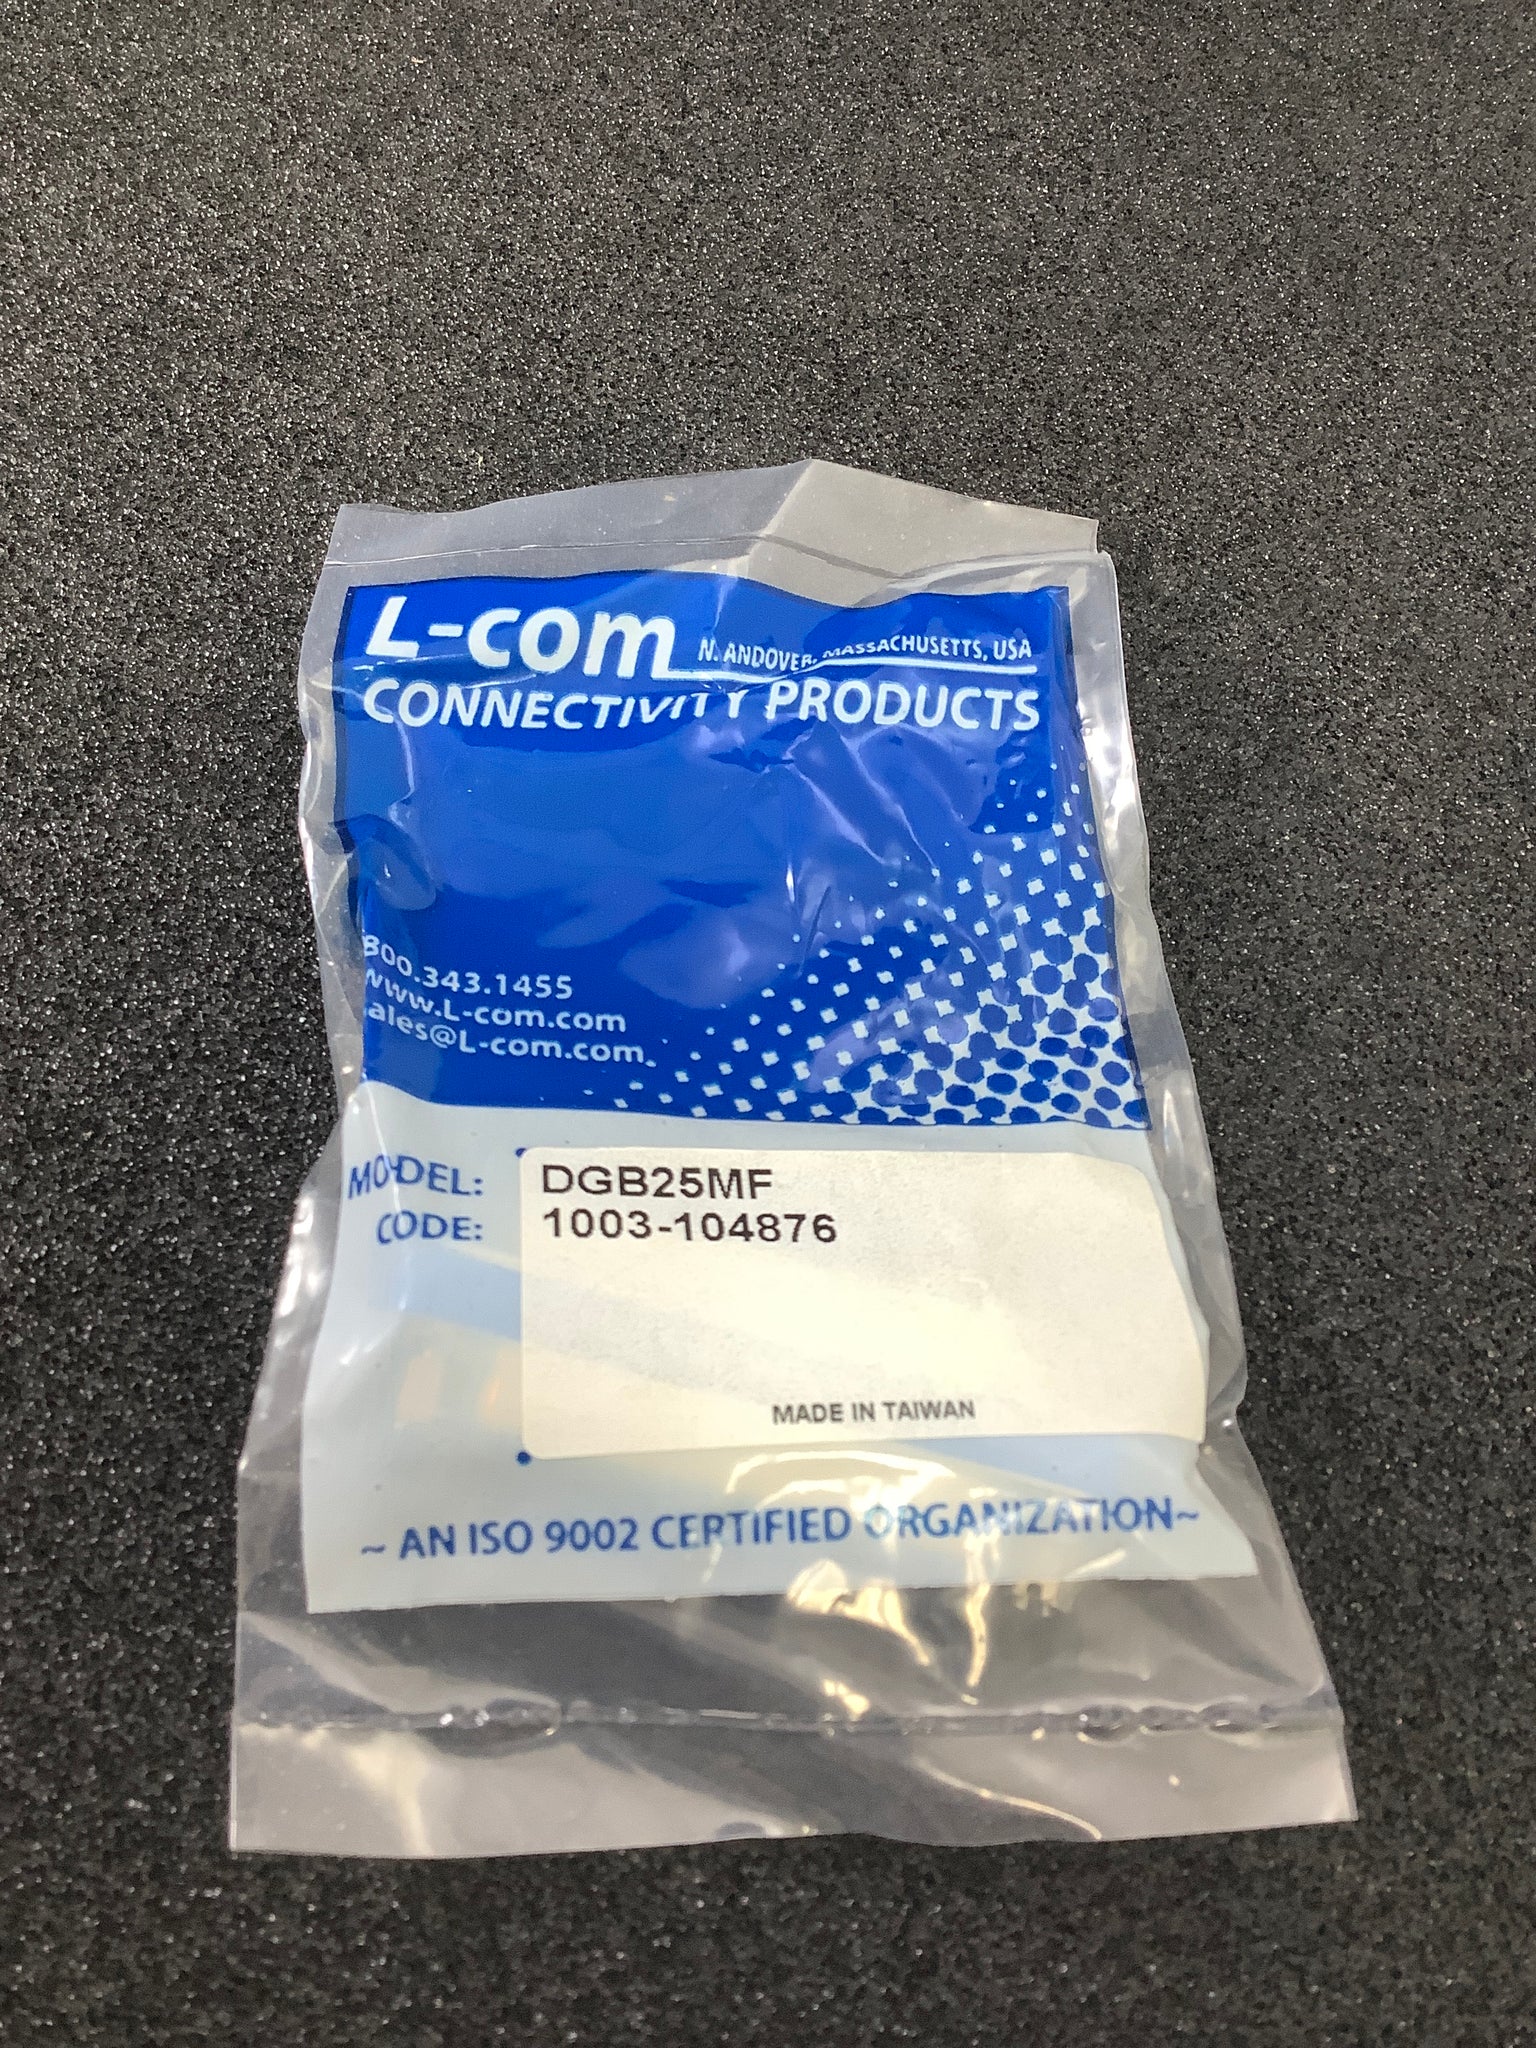 L-com N. ANDOVER, MASSACHUSETTS, USA
CONNECTIVITY PRODUCTS
800.343.1455
www.L-com.com
sales@L-com.com
MODEL: DGB25MF
CODE: 1003-104876
MADE IN TAIWAN
~ AN ISO 9002 CERTIFIED ORGANIZATION~